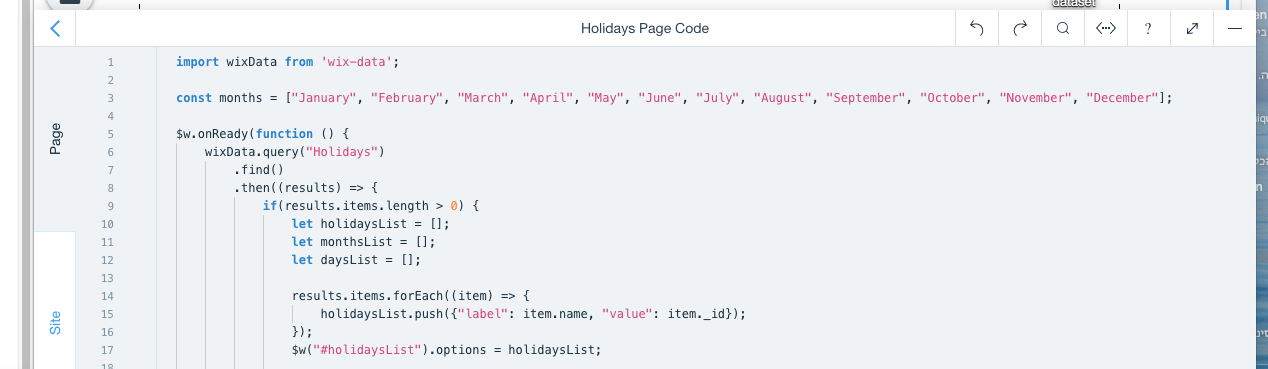 dataset
Holidays Page Code
?
Page
Site
1 import wixData from 'wix-data';
2
3 const months = ["January", "February", "March", "April", "May", "June", "July", "August", "September", "October", "November", "December"];
4
5 $w.onReady(function () {
6 wixData.query("Holidays")
7 .find()
8 .then((results) => {
9 if(results.items.length > 0) {
10 let holidaysList = [];
11 let monthsList = [];
12 let daysList = [];
13
14 results.items.forEach((item) => {
15 holidaysList.push({"label": item.name, "value": item._id});
16 });
17 $w("#holidaysList").options = holidaysList;
18